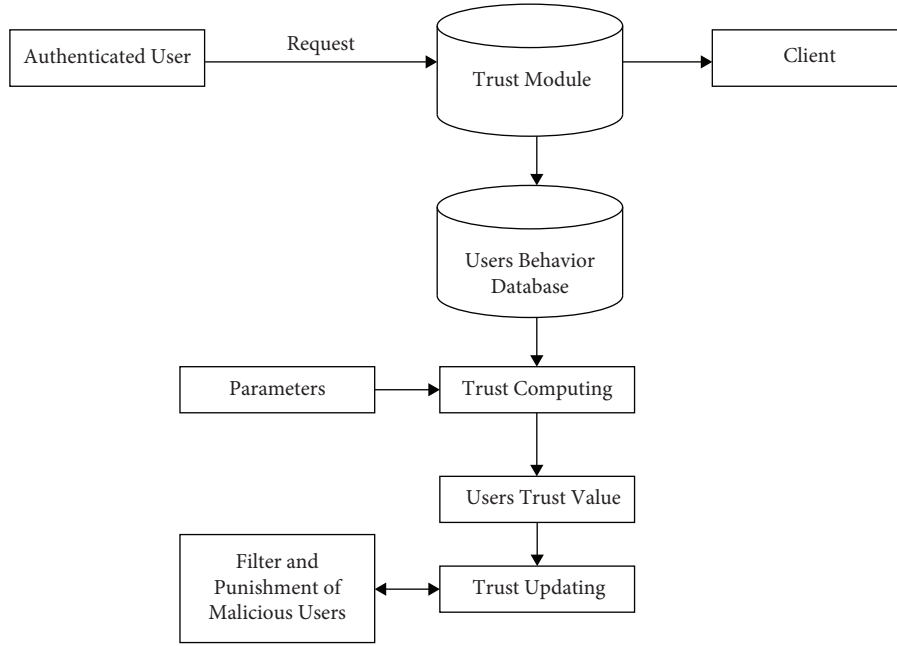 Authenticated User
Request
Trust Module
Client
Users Behavior
Database
Parameters
Trust Computing
Users Trust Value
Filter and
Punishment of
Malicious Users
Trust Updating